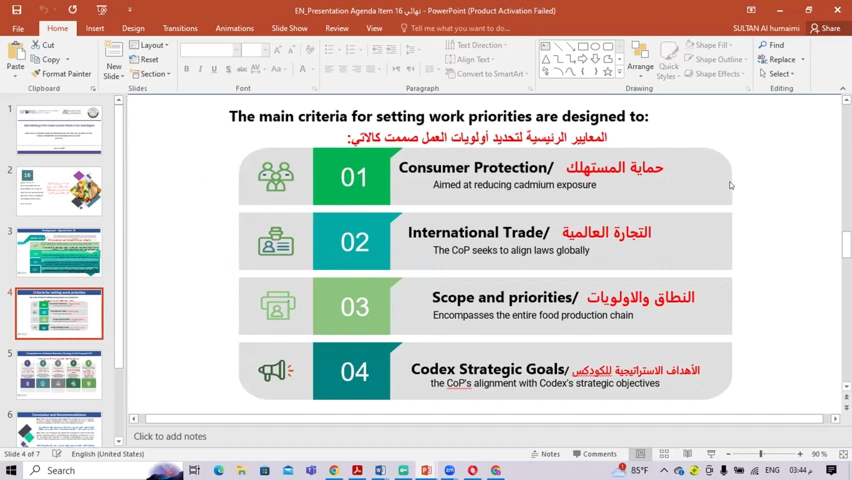 EN_Presentation Agenda Item 16 نهائي (Product Activation Failed)
File Home Insert Design Transitions Animations Slide Show Review View Tell me what you want to do...
SULTAN Al humaimi Share
Paste Cut
Copy
Format Painter
Clipboard
New Slide
Layout
Reset
Section
Slides
Font
Text Direction
Align Text
Convert to SmartArt
Paragraph
Arrange Quick Styles
Shape Fill
Shape Outline
Shape Effects
Drawing
Find
Replace
Select
Editing
1
2
3
4
5
6
The main criteria for setting work priorities are designed to:
المعايير الرئيسية لتحديد أولويات العمل صممت كالاتي:
01 Consumer Protection/ حماية المستهلك
Aimed at reducing cadmium exposure
02 International Trade/ التجارة العالمية
The CoP seeks to align laws globally
03 Scope and priorities/ النطاق والاولويات
Encompasses the entire food production chain
04 Codex Strategic Goals/ الأهداف الاستراتيجية للكودكس
the CoP's alignment with Codex's strategic objectives
Click to add notes
Slide 4 of 7 English (United States) Notes Comments 90 %
Search 85°F ENG 03:44 م